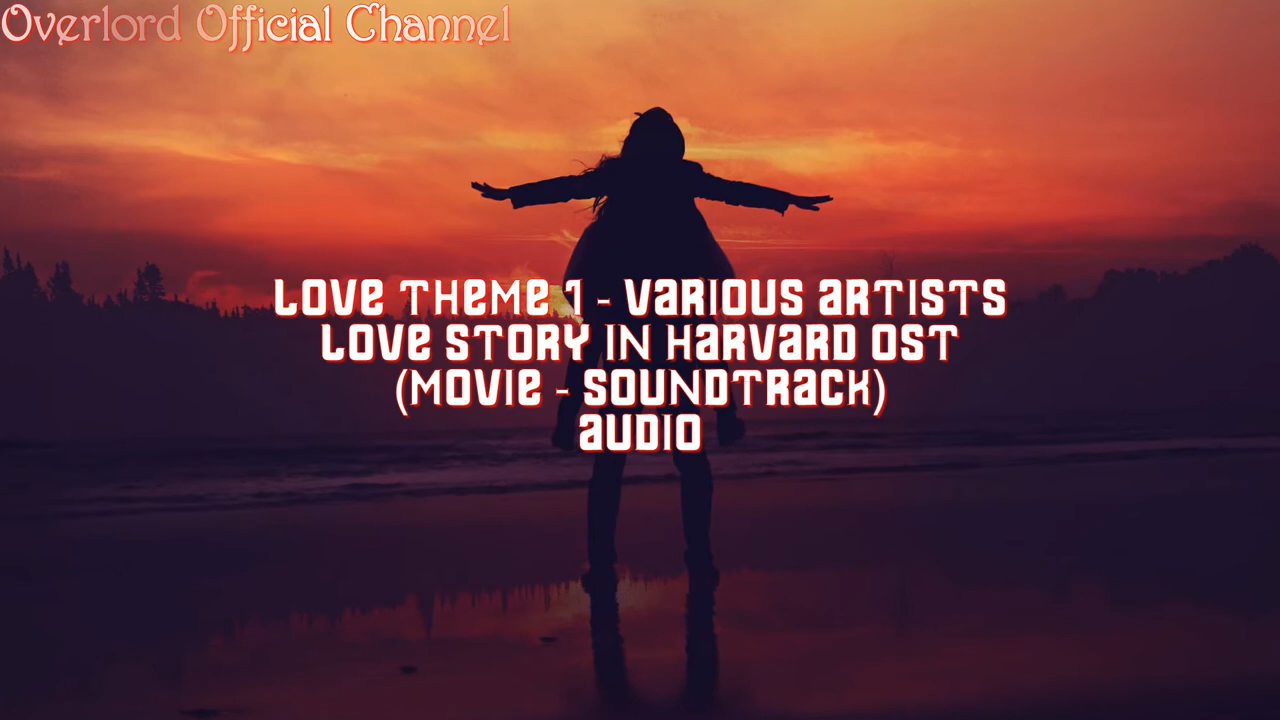 Overlord Official Channel
LOVE THEME 1 - VARIOUS ARTISTS
LOVE STORY IN HARVARD OST
(MOVIE - SOUNDTRACK)
AUDIO